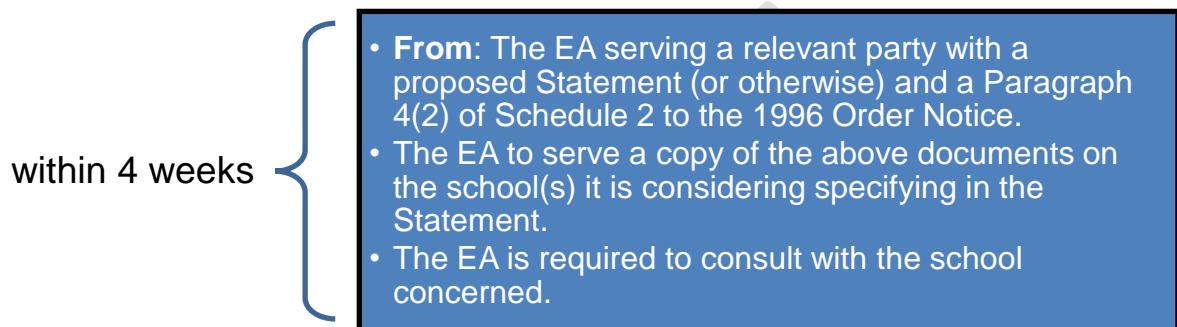 within 4 weeks
• From: The EA serving a relevant party with a
proposed Statement (or otherwise) and a Paragraph
4(2) of Schedule 2 to the 1996 Order Notice.
• The EA to serve a copy of the above documents on
the school(s) it is considering specifying in the
Statement.
• The EA is required to consult with the school
concerned.